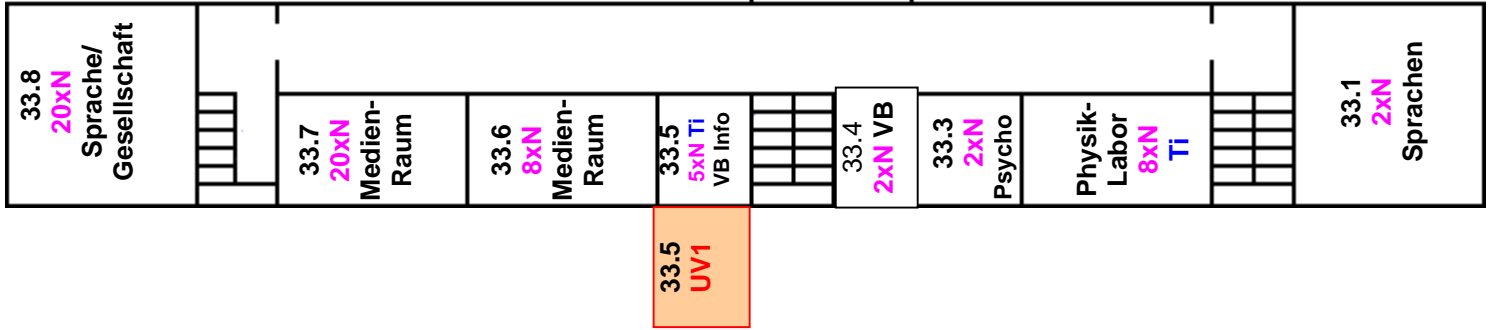 33.8
20xN
Sprache/
Gesellschaft
33.7
20xN
Medien-
Raum
33.6
8xN
Medien-
Raum
33.5
5xN Ti
VB Info
33.4
2xN VB
33.3
2xN
Psycho
Physik-
Labor
8xN
Ti
33.1
2xN
Sprachen
33.5
UV1